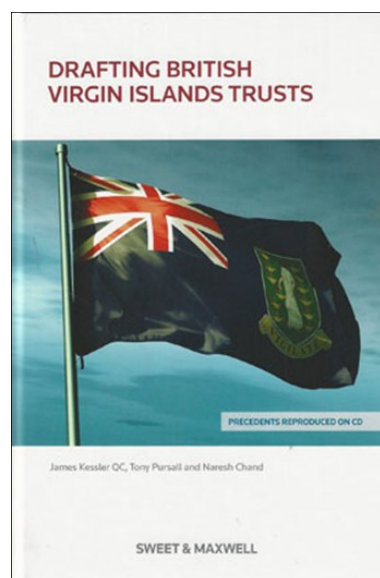 DRAFTING BRITISH
VIRGIN ISLANDS TRUSTS
VIGILATE
PRECEDENTS REPRODUCED ON CD
James Kessler QC, Tony Pursall and Naresh Chand
SWEET & MAXWELL